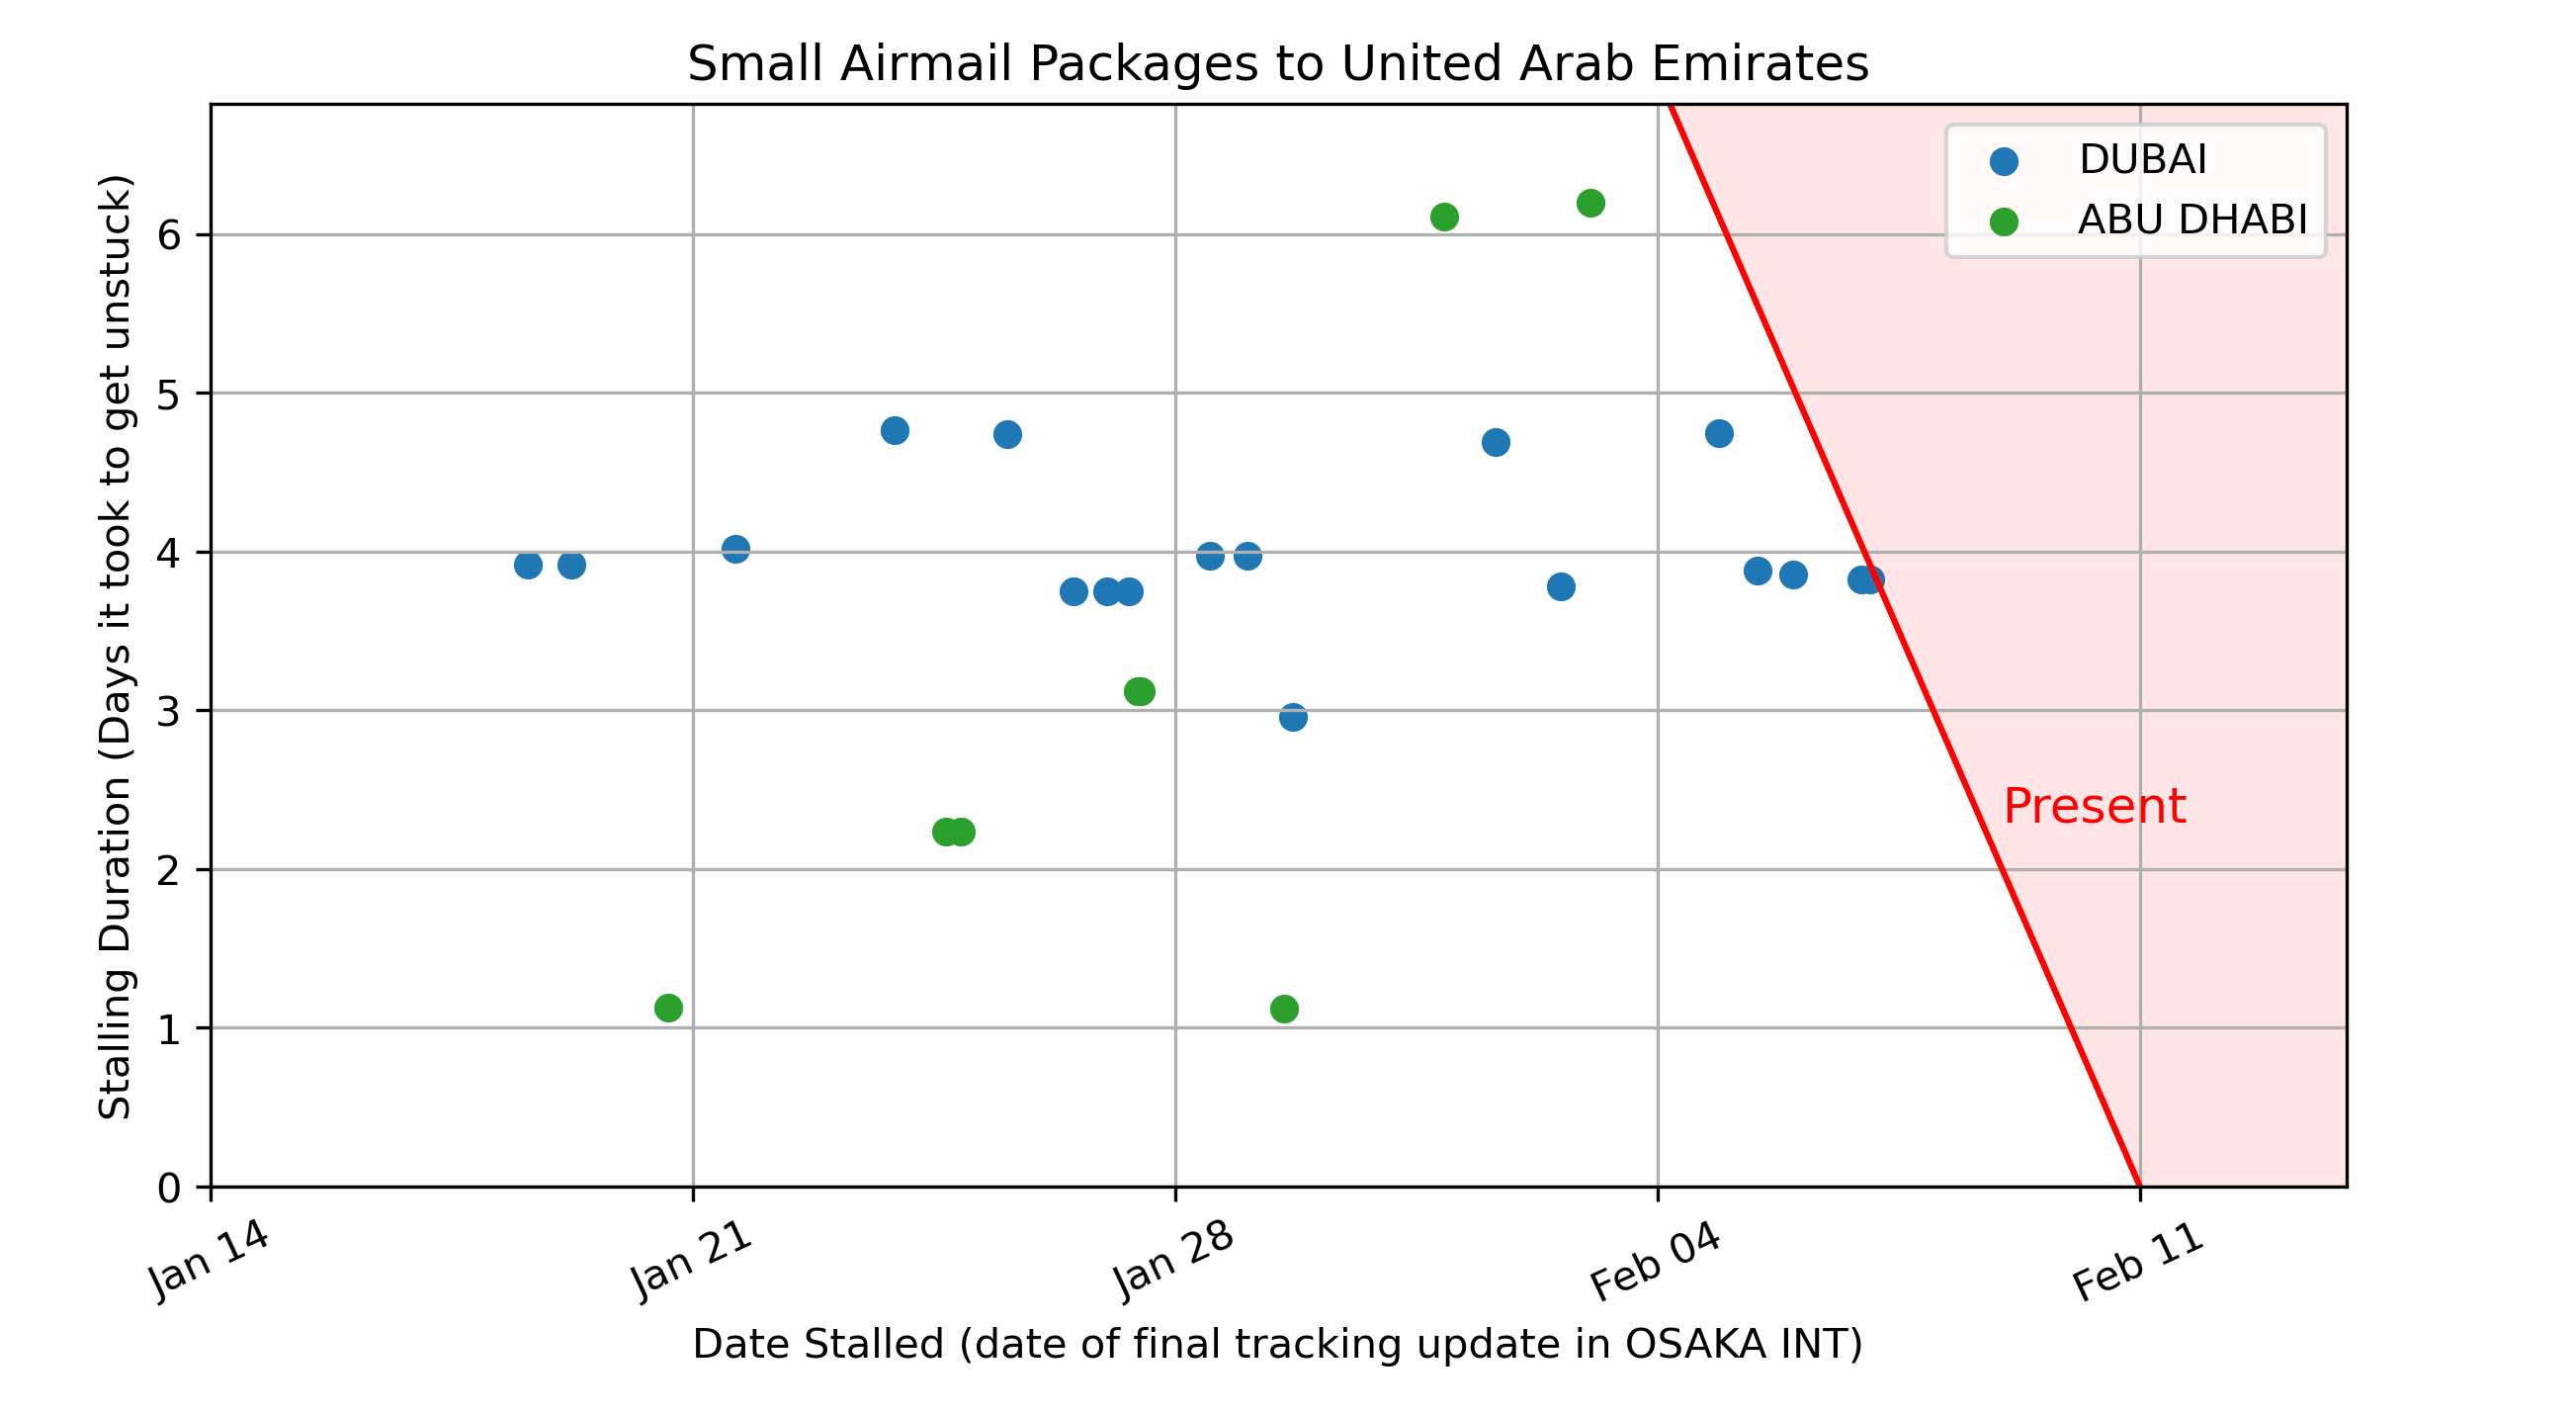 Small Airmail Packages to United Arab Emirates
DUBAI
ABU DHABI
Stalling Duration (Days it took to get unstuck)
6
5
4
3
2
1
0
Present
Jan 14
Jan 21
Jan 28
Feb 04
Feb 11
Date Stalled (date of final tracking update in OSAKA INT)